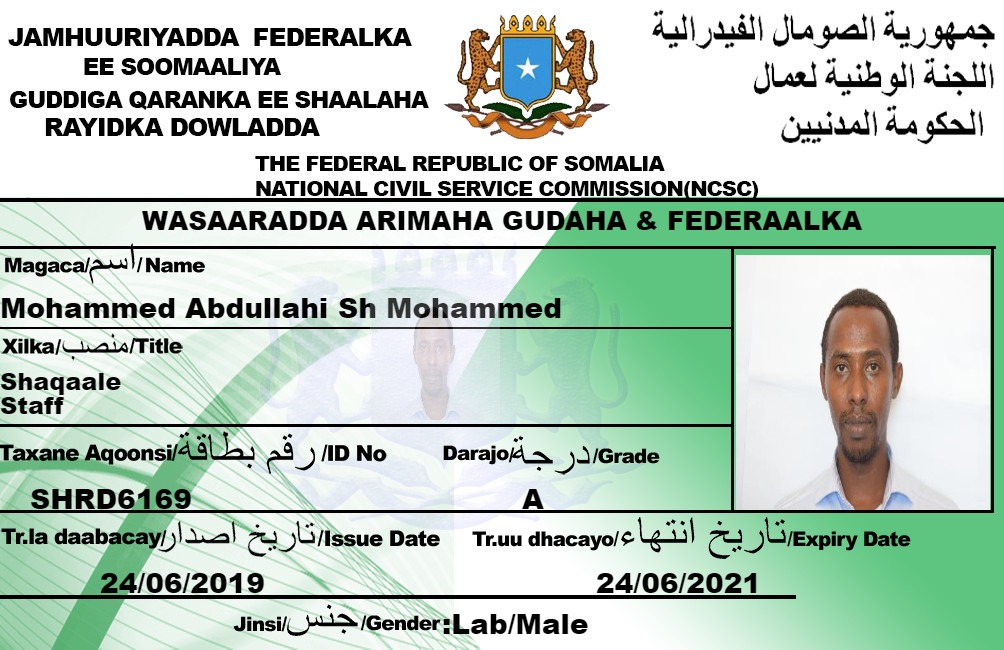 JAMHUURIYADDA FEDERALKA
EE SOOMAALIYA
GUDDIGA QARANKA EE SHAALAHA
RAYIDKA DOWLADDA
جمهورية الصومال الفيدرالية
اللجنة الوطنية لعمال
الحكومة المدنيين
THE FEDERAL REPUBLIC OF SOMALIA
NATIONAL CIVIL SERVICE COMMISSION(NCSC)
WASAARADDA ARIMAHA GUDAHA & FEDERAALKA
Magaca/اسم/Name
Mohammed Abdullahi Sh Mohammed
Xilka/منصب/Title
Shaqaale
Staff
Taxane Aqoonsi/رقم بطاقة/ID No
Darajo/درجة/Grade
SHRD6169
A
Tr.la daabacay/تاريخ اصدار/Issue Date
Tr.uu dhacayo/تاريخ انتهاء/Expiry Date
24/06/2019
24/06/2021
Jinsi/جنس/Gender:Lab/Male